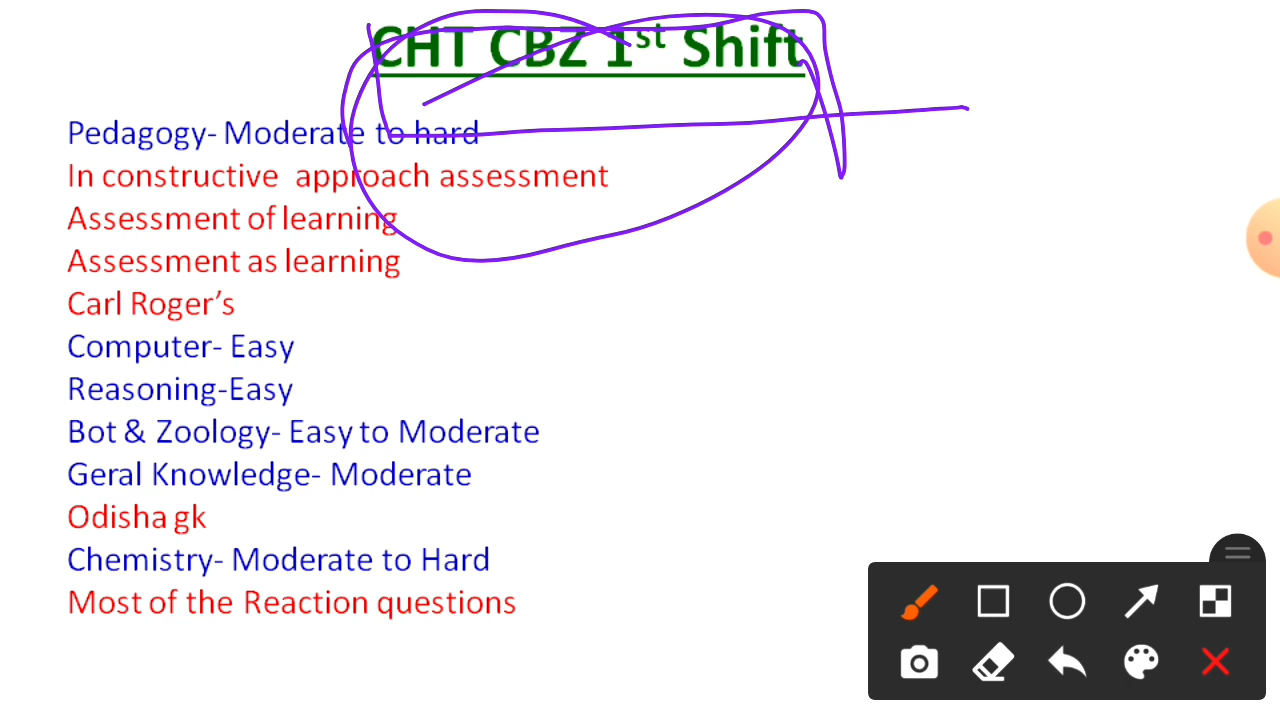 CHT CBZ 1st Shift
Pedagogy- Moderate to hard
In constructive approach assessment
Assessment of learning
Assessment as learning
Carl Roger’s
Computer- Easy
Reasoning-Easy
Bot & Zoology- Easy to Moderate
Geral Knowledge- Moderate
Odisha gk
Chemistry- Moderate to Hard
Most of the Reaction questions